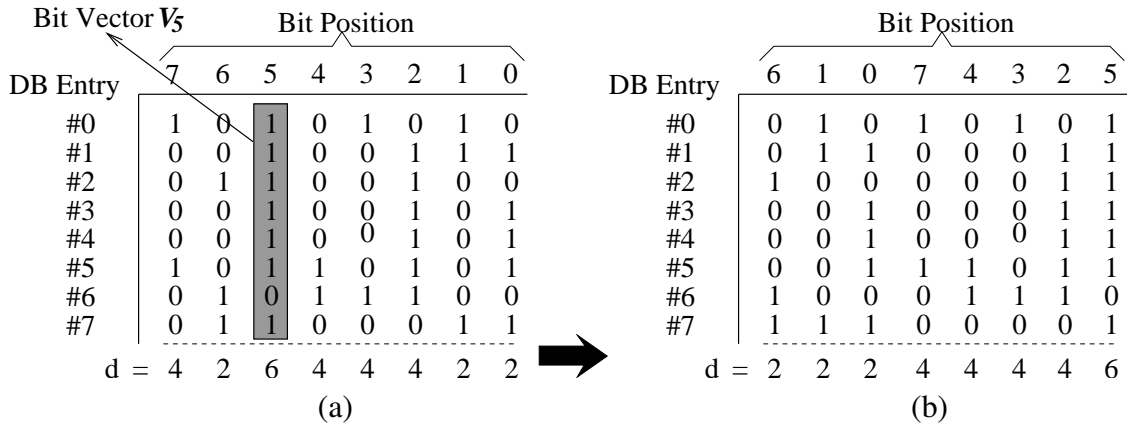 Bit Vector V5 Bit Position Bit Position
7 6 5 4 3 2 1 0 6 1 0 7 4 3 2 5
DB Entry DB Entry
#0 1 0 1 0 1 0 1 0 #0 0 1 0 1 0 1 0 1
#1 0 0 1 0 0 1 1 1 #1 0 1 1 0 0 0 1 1
#2 0 1 1 0 0 1 0 0 #2 1 0 0 0 0 0 1 1
#3 0 0 1 0 0 1 0 1 #3 0 0 1 0 0 0 1 1
#4 0 0 1 0 0 1 0 1 #4 0 0 1 0 0 0 1 1
#5 1 0 1 1 0 1 0 1 #5 0 0 1 1 1 0 1 1
#6 0 1 0 1 1 1 0 0 #6 1 0 0 0 1 1 1 0
#7 0 1 1 0 0 0 1 1 #7 1 1 1 0 0 0 0 1
d = 4 2 6 4 4 4 2 2 d = 2 2 2 4 4 4 4 6
(a) (b)